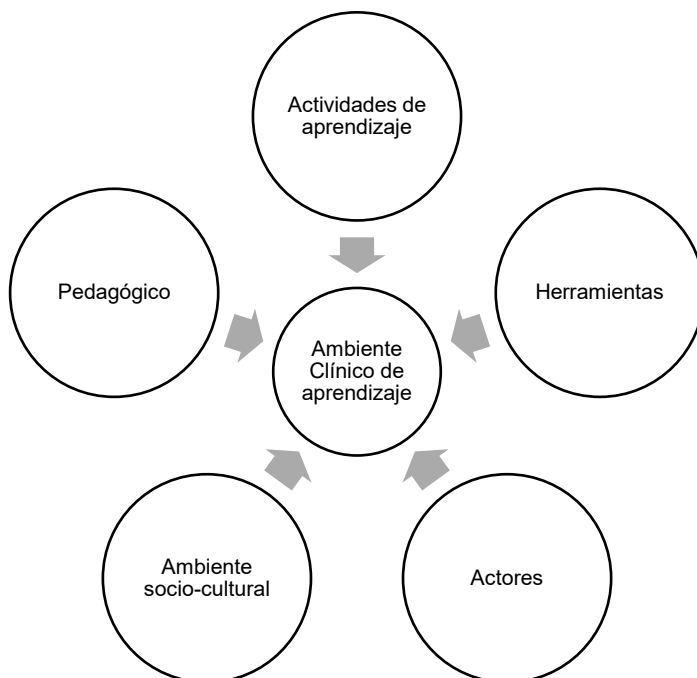 Actividades de
aprendizaje
Pedagógico
Herramientas
Ambiente
Clínico de
aprendizaje
Ambiente
socio-cultural
Actores